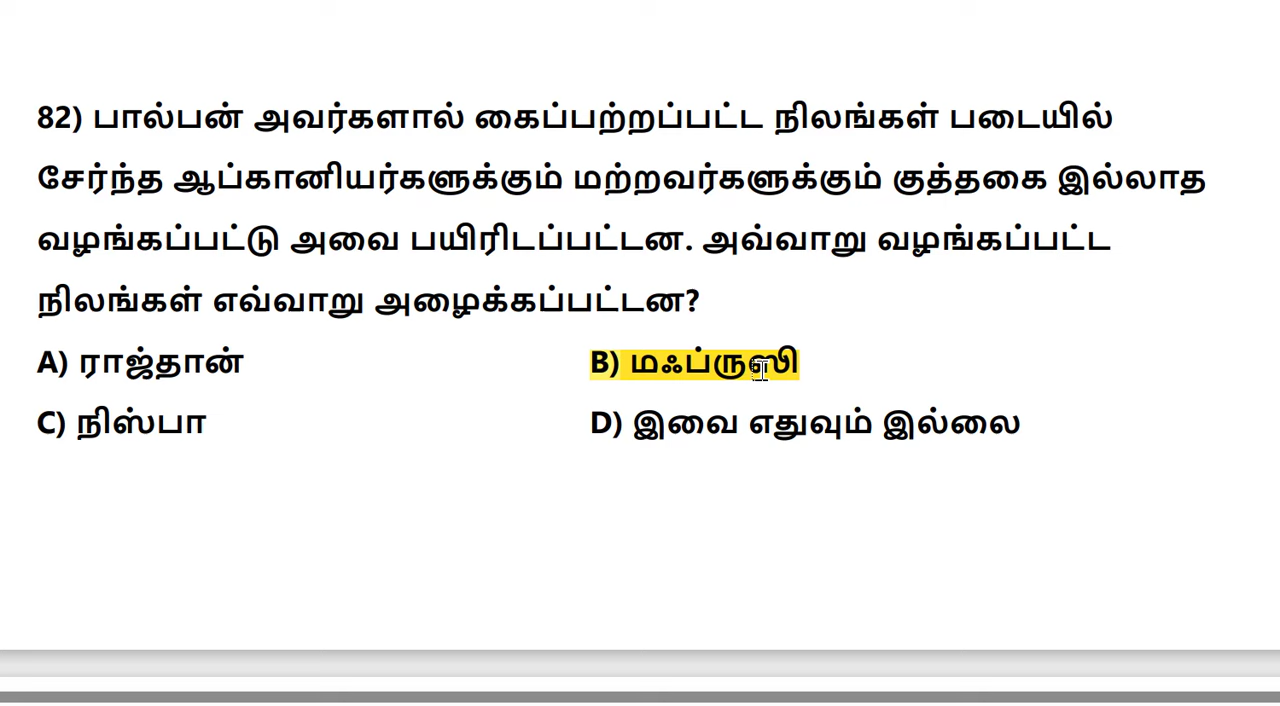 82) பால்பன் அவர்களால் கைப்பற்றப்பட்ட நிலங்கள் படையில்
சேர்ந்த ஆப்கானியர்களுக்கும் மற்றவர்களுக்கும் குத்தகை இல்லாத
வழங்கப்பட்டு அவை பயிரிடப்பட்டன. அவ்வாறு வழங்கப்பட்ட
நிலங்கள் எவ்வாறு அழைக்கப்பட்டன?
A) ராஜ்தான் B) மஃப்ருஸி
C) நிஸ்பா D) இவை எதுவும் இல்லை